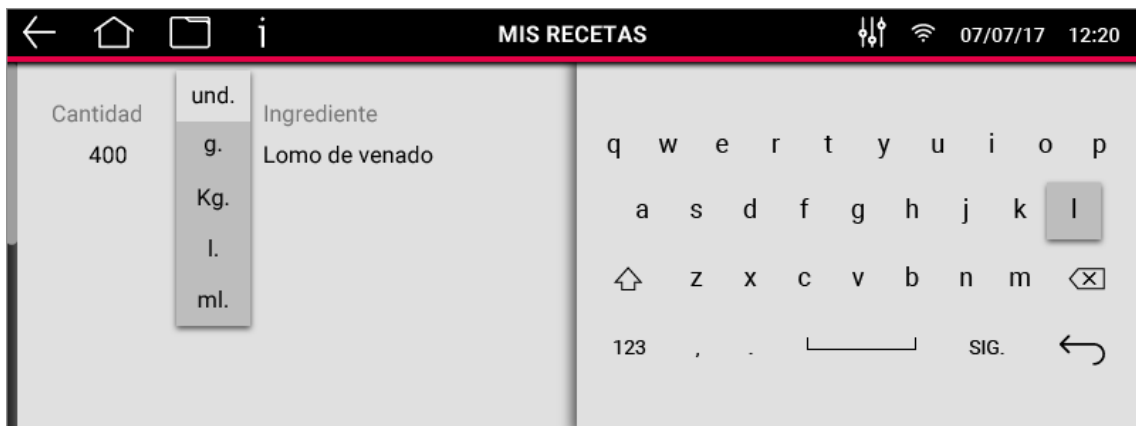 MIS RECETAS 07/07/17 12:20
Cantidad und. Ingrediente
400 g. Lomo de venado
Kg.
l.
ml.
q w e r t y u i o p
a s d f g h j k l
z x c v b n m
123 , . SIG.